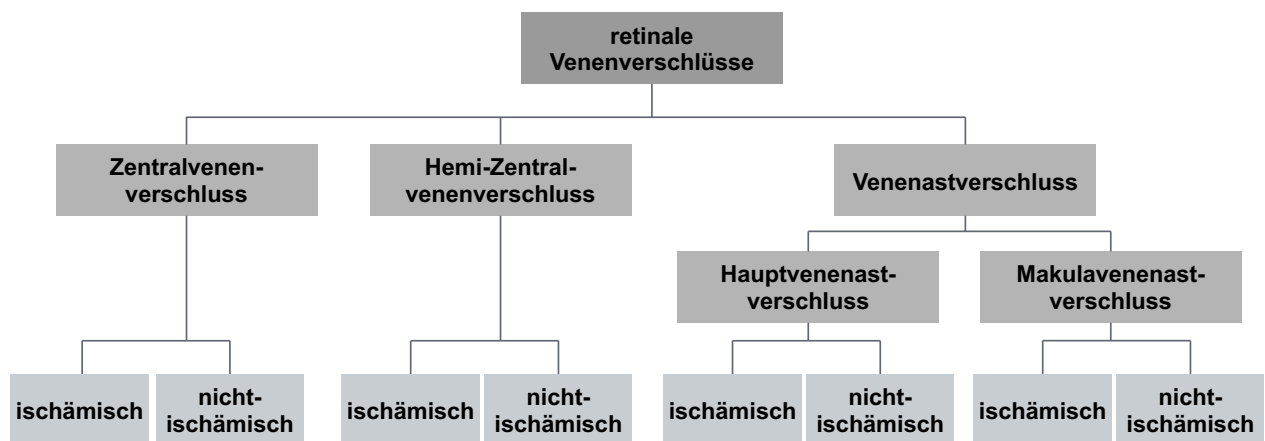 retinale
Venenverschlüsse
Zentralvenen-
verschluss
Hemi-Zentral-
venenverschluss
Venenastverschluss
Hauptvenenast-
verschluss
Makulavenenast-
verschluss
ischämisch
nicht-
ischämisch
ischämisch
nicht-
ischämisch
ischämisch
nicht-
ischämisch
ischämisch
nicht-
ischämisch